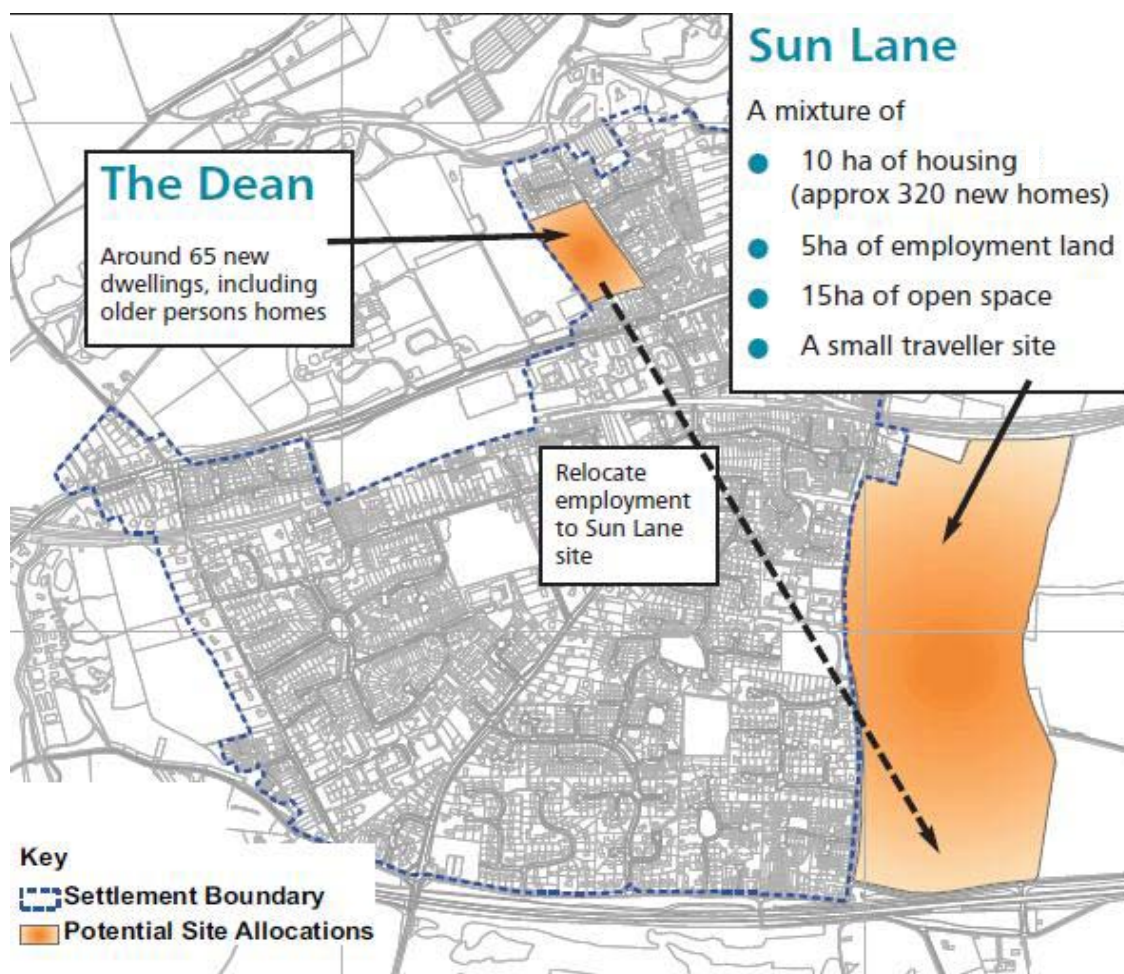 The Dean
Around 65 new
dwellings, including
older persons homes
Sun Lane
A mixture of
● 10 ha of housing
(approx 320 new homes)
● 5ha of employment land
● 15ha of open space
● A small traveller site
Relocate
employment
to Sun Lane
site
Key
Settlement Boundary
Potential Site Allocations